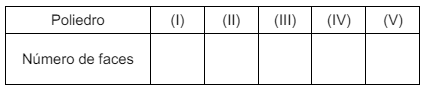 Poliedro (I) (II) (III) (IV) (V)
Número de faces